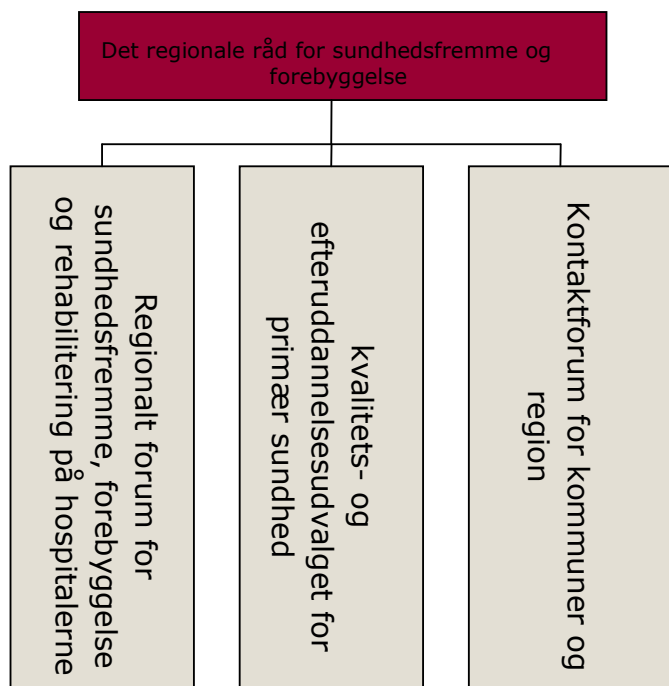 Det regionale råd for sundhedsfremme og
forebyggelse
Regionalt forum for
sundhedsfremme, forebyggelse
og rehabilitering på hospitalerne
kvalitets- og
efteruddannelsesudvalget for
primær sundhed
Kontaktforum for kommuner og
region